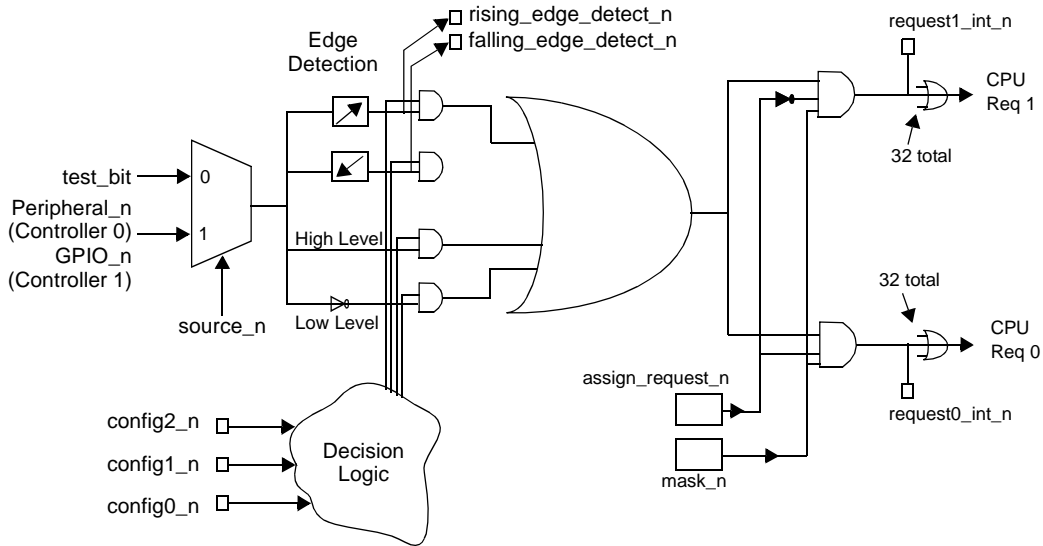 rising_edge_detect_n
falling_edge_detect_n
Edge
Detection
request1_int_n
CPU
Req 1
32 total
test_bit
0
Peripheral_n
(Controller 0)
1
GPIO_n
(Controller 1)
High Level
Low Level
source_n
32 total
CPU
Req 0
assign_request_n
request0_int_n
mask_n
config2_n
config1_n
config0_n
Decision
Logic